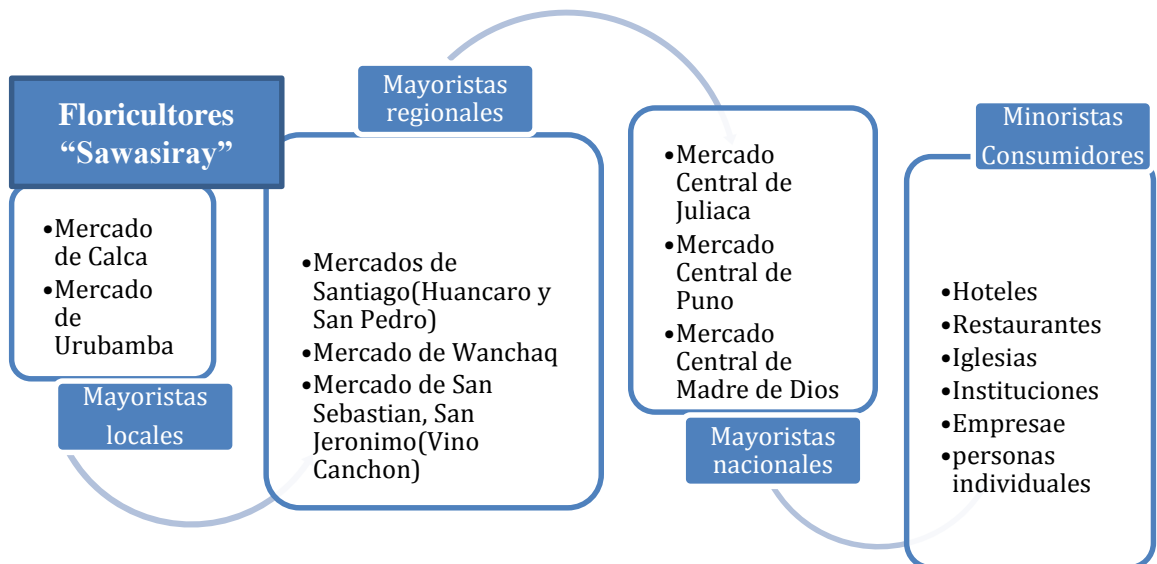 Floricultores
“Sawasiray”
•Mercado
de Calca
•Mercado
de
Urubamba
Mayoristas
locales
Mayoristas
regionales
•Mercados de
Santiago(Huancaro y
San Pedro)
•Mercado de Wanchaq
•Mercado de San
Sebastian, San
Jeronimo(Vino
Canchon)
•Mercado
Central de
Juliaca
•Mercado
Central de
Puno
•Mercado
Central de
Madre de Dios
Mayoristas
nacionales
Minoristas
Consumidores
•Hoteles
•Restaurantes
•Iglesias
•Instituciones
•Empresae
•personas
individuales